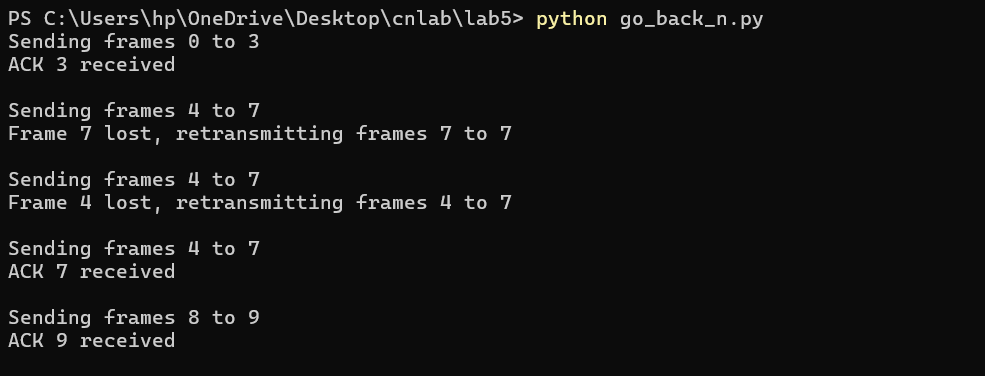 PS C:\Users\hp\OneDrive\Desktop\cnlab\lab5> python go_back_n.py
Sending frames 0 to 3
ACK 3 received
Sending frames 4 to 7
Frame 7 lost, retransmitting frames 7 to 7
Sending frames 4 to 7
Frame 4 lost, retransmitting frames 4 to 7
Sending frames 4 to 7
ACK 7 received
Sending frames 8 to 9
ACK 9 received